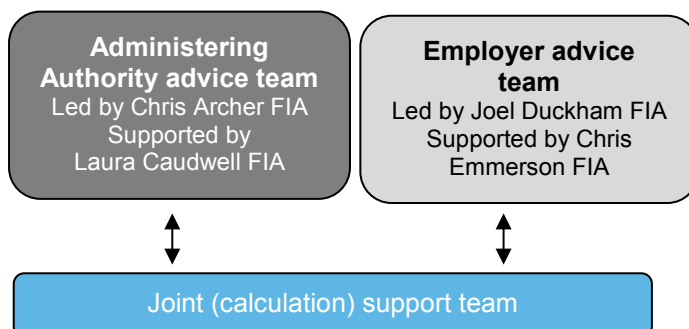 Administering
Authority advice team
Led by Chris Archer FIA
Supported by
Laura Caudwell FIA
Employer advice
team
Led by Joel Duckham FIA
Supported by Chris
Emmerson FIA
Joint (calculation) support team